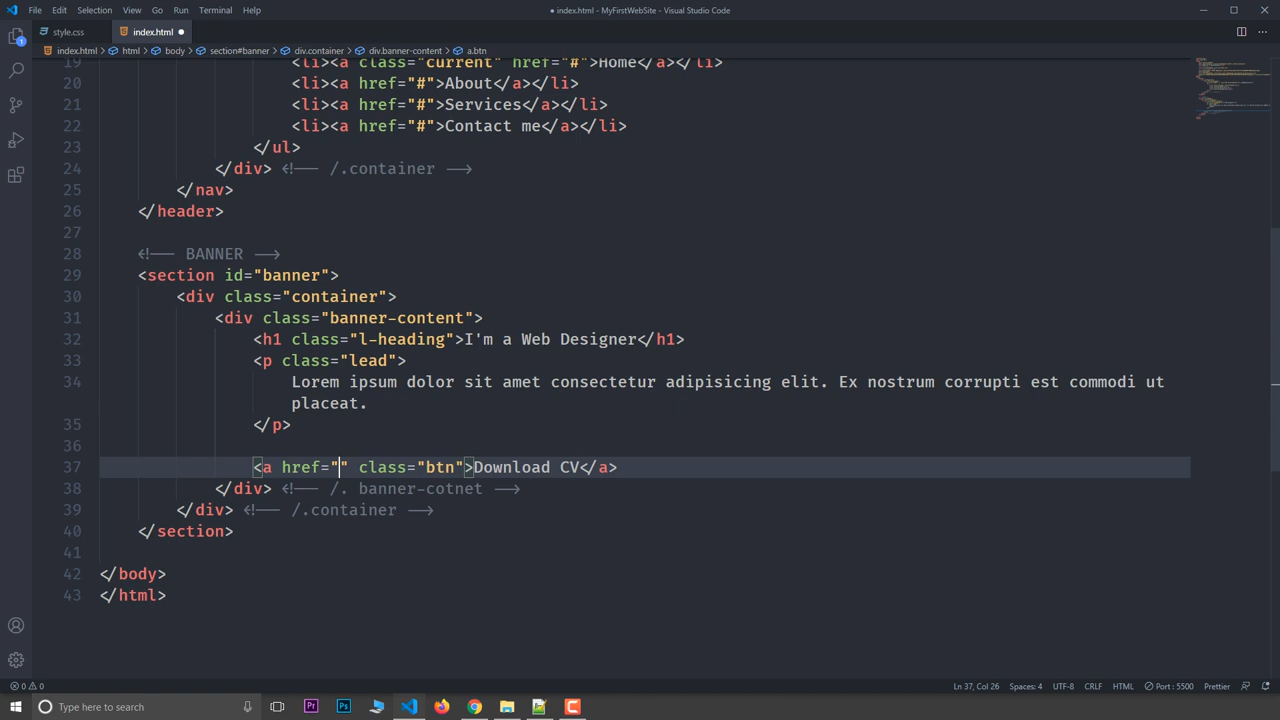 File Edit Selection View Go Run Terminal Help ● index.html - MyFirstWebSite - Visual Studio Code
style.css index.html ●
index.html > html > body > section#banner > div.container > div.banner-content > a.btn
19 <li><a class="current" href="#">Home</a></li>
20 <li><a href="#">About</a></li>
21 <li><a href="#">Services</a></li>
22 <li><a href="#">Contact me</a></li>
23 </ul>
24 </div> <!-- /.container -->
25 </nav>
26 </header>
27
28 <!-- BANNER -->
29 <section id="banner">
30 <div class="container">
31 <div class="banner-content">
32 <h1 class="l-heading">I'm a Web Designer</h1>
33 <p class="lead">
34 Lorem ipsum dolor sit amet consectetur adipisicing elit. Ex nostrum corrupti est commodi ut
placeat.
35 </p>
36
37 <a href="" class="btn">Download CV</a>
38 </div> <!-- /. banner-cotnet -->
39 </div> <!-- /.container -->
40 </section>
41
42 </body>
43 </html>
0 0 Ln 37, Col 26 Spaces: 4 UTF-8 CRLF HTML Port : 5500 Prettier
Type here to search Pr Ps